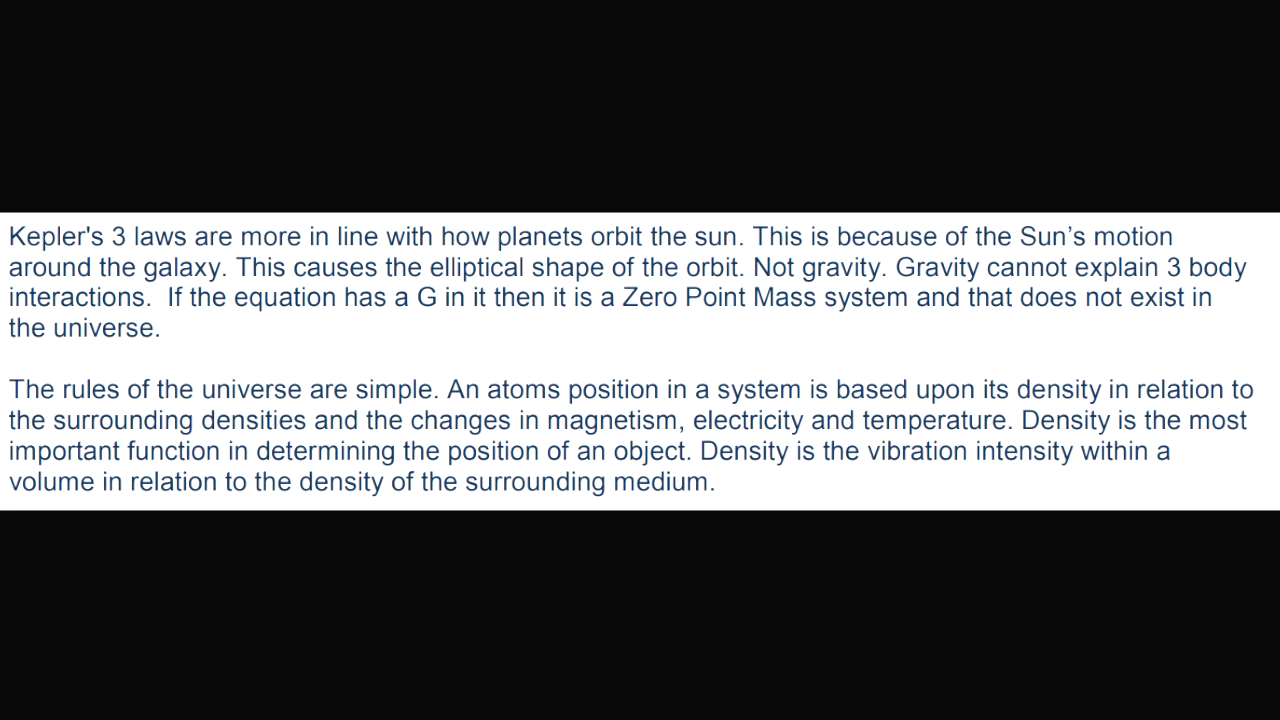 Kepler's 3 laws are more in line with how planets orbit the sun. This is because of the Sun’s motion
around the galaxy. This causes the elliptical shape of the orbit. Not gravity. Gravity cannot explain 3 body
interactions.  If the equation has a G in it then it is a Zero Point Mass system and that does not exist in
the universe.
The rules of the universe are simple. An atoms position in a system is based upon its density in relation to
the surrounding densities and the changes in magnetism, electricity and temperature. Density is the most
important function in determining the position of an object. Density is the vibration intensity within a
volume in relation to the density of the surrounding medium.